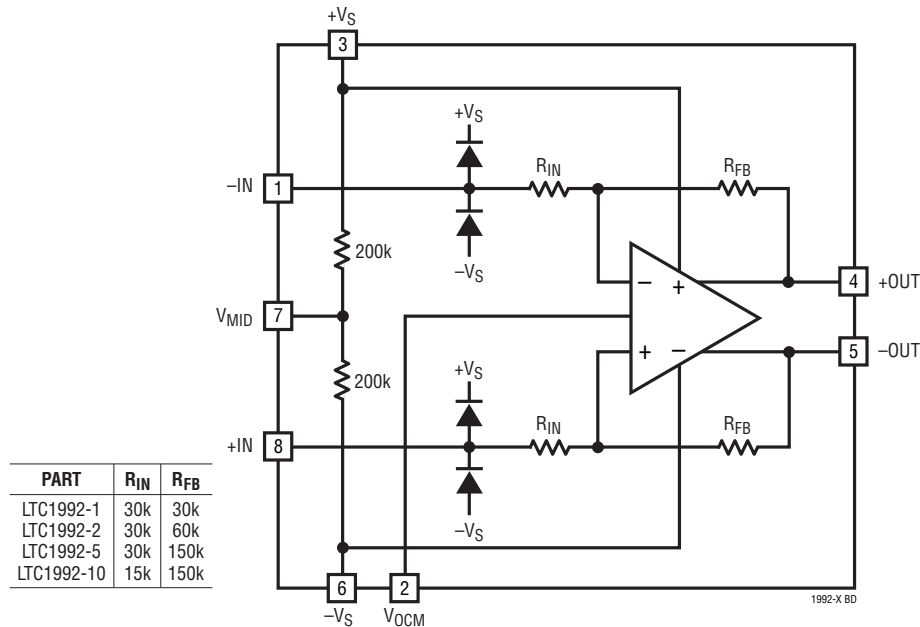 +VS
3
+VS
–IN
1
RIN
RFB
200k
–VS
4
+OUT
VMID
7
– +
+ –
5
–OUT
200k
+VS
RIN
RFB
+IN
8
–VS
PART RIN RFB
LTC1992-1 30k 30k
LTC1992-2 30k 60k
LTC1992-5 30k 150k
LTC1992-10 15k 150k
6
2
–VS
VOCM
1992-X BD